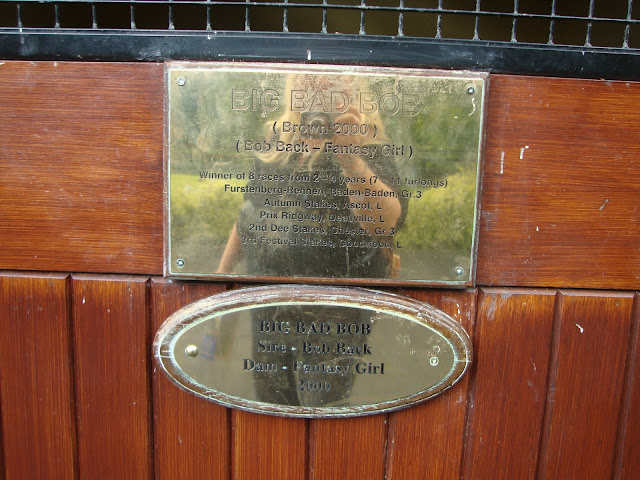 BIG BAD BOB
( Brown 2000 )
( Bob Back – Fantasy Girl )
Winner of 8 races from 2 - years (7 - 11 furlongs)
Furstenberg-Rennen, Baden-Baden, Gr.3
Autumn Stakes, Ascot, L
Prix Ridgway, Deauville, L
2nd Dee Stakes, Chester, Gr.3
3rd Festival Stakes, Goodwood, L
BIG BAD BOB
Sire - Bob Back
Dam - Fantasy Girl
2000